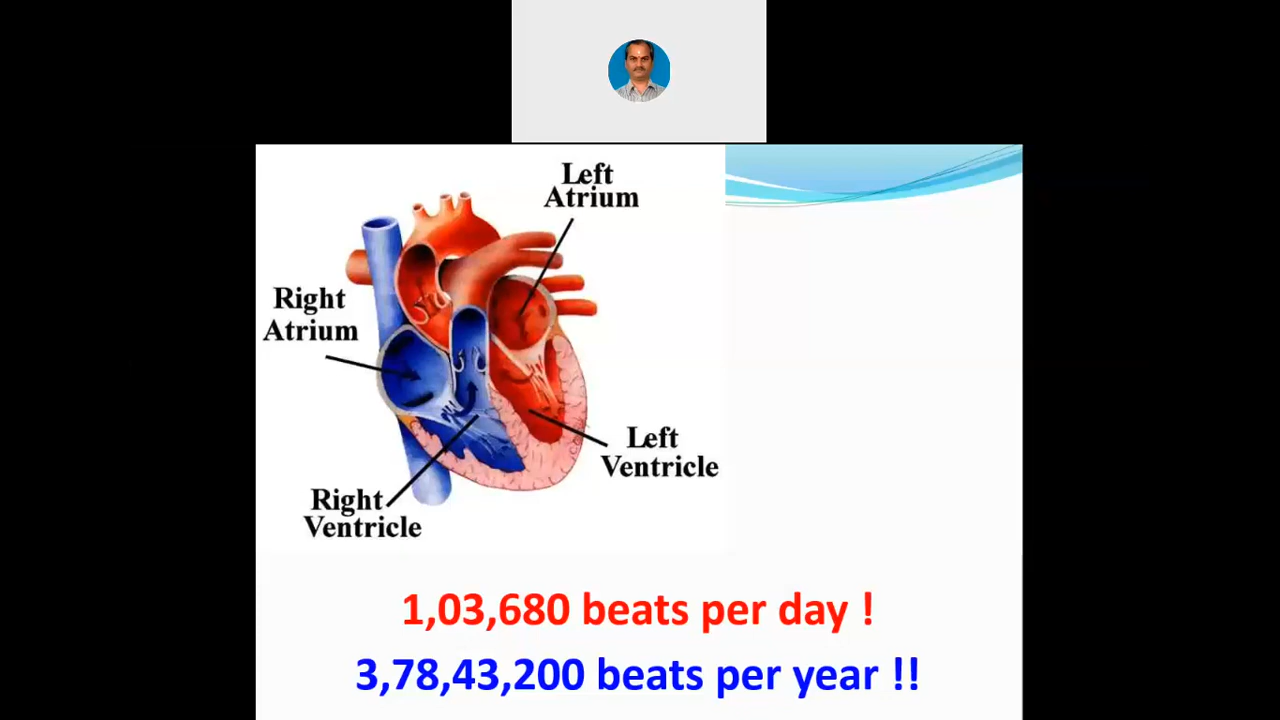 Left
Atrium
Right
Atrium
Left
Ventricle
Right
Ventricle
1,03,680 beats per day !
3,78,43,200 beats per year !!